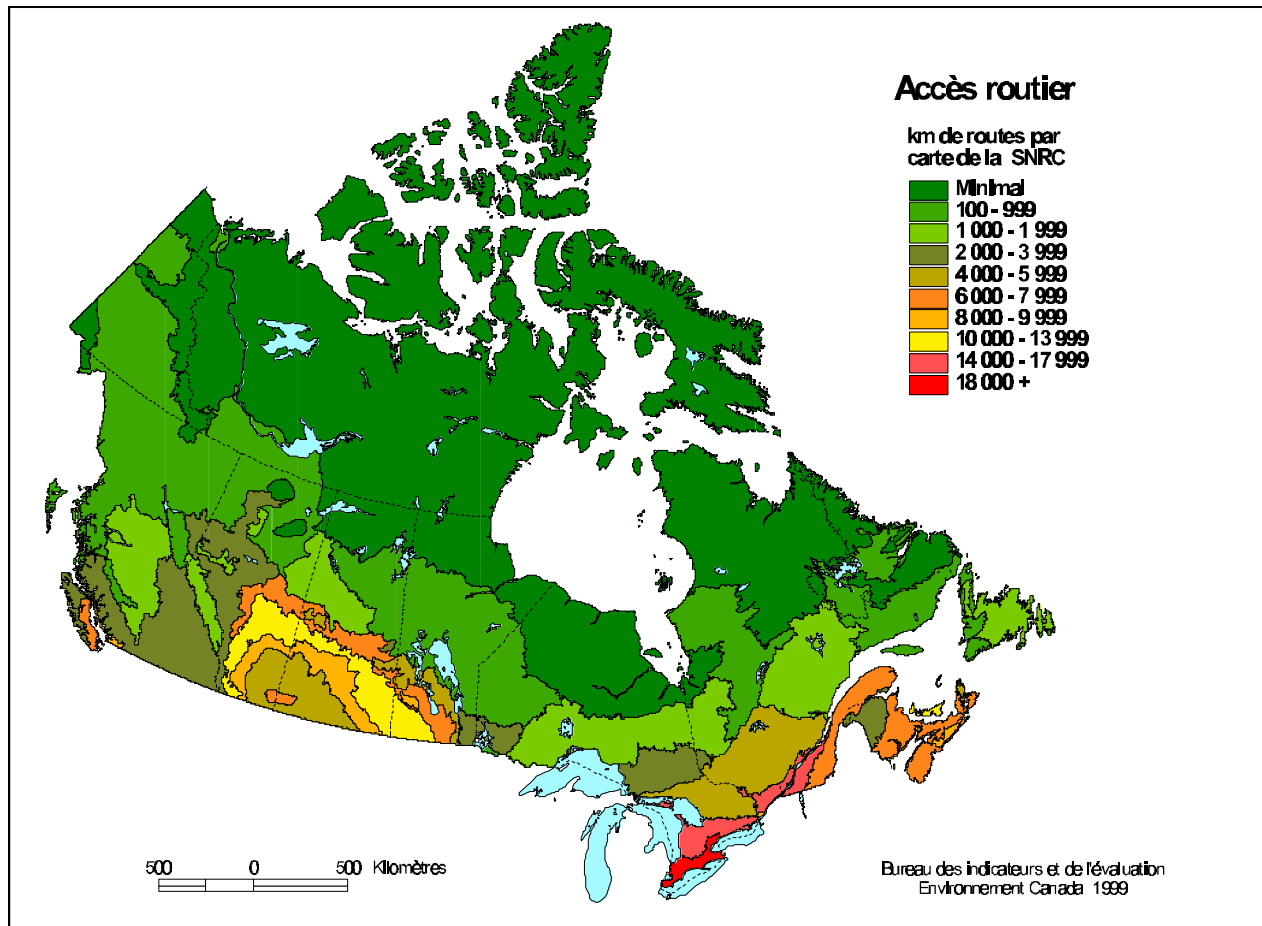 Accès routier
km de routes par
carte de la SNRC
Minimal
100 - 999
1 000 - 1 999
2 000 - 3 999
4 000 - 5 999
6 000 - 7 999
8 000 - 9 999
10 000 - 13 999
14 000 - 17 999
18 000 +
500 0 500 Kilomètres
Bureau des indicateurs et de l'évaluation
Environnement Canada 1999